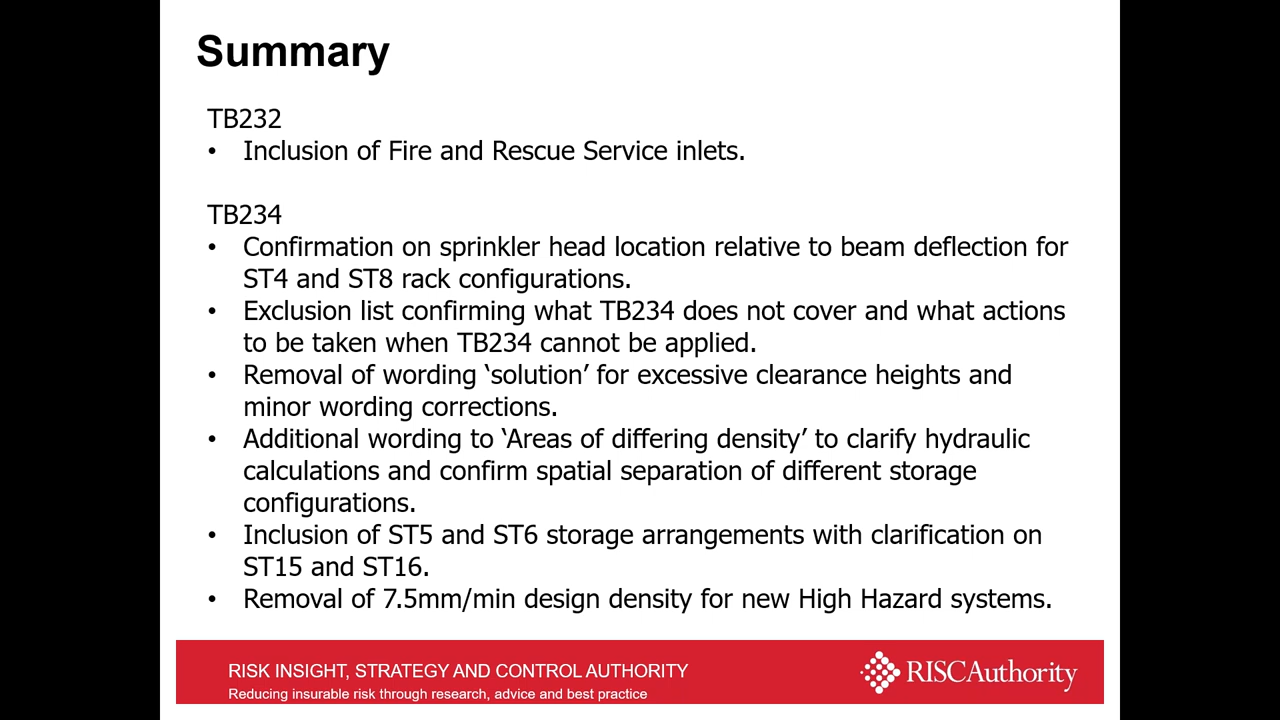 Summary
TB232
• Inclusion of Fire and Rescue Service inlets.
TB234
• Confirmation on sprinkler head location relative to beam deflection for
ST4 and ST8 rack configurations.
• Exclusion list confirming what TB234 does not cover and what actions
to be taken when TB234 cannot be applied.
• Removal of wording ‘solution’ for excessive clearance heights and
minor wording corrections.
• Additional wording to ‘Areas of differing density’ to clarify hydraulic
calculations and confirm spatial separation of different storage
configurations.
• Inclusion of ST5 and ST6 storage arrangements with clarification on
ST15 and ST16.
• Removal of 7.5mm/min design density for new High Hazard systems.
RISK INSIGHT, STRATEGY AND CONTROL AUTHORITY
Reducing insurable risk through research, advice and best practice
RISCAuthority